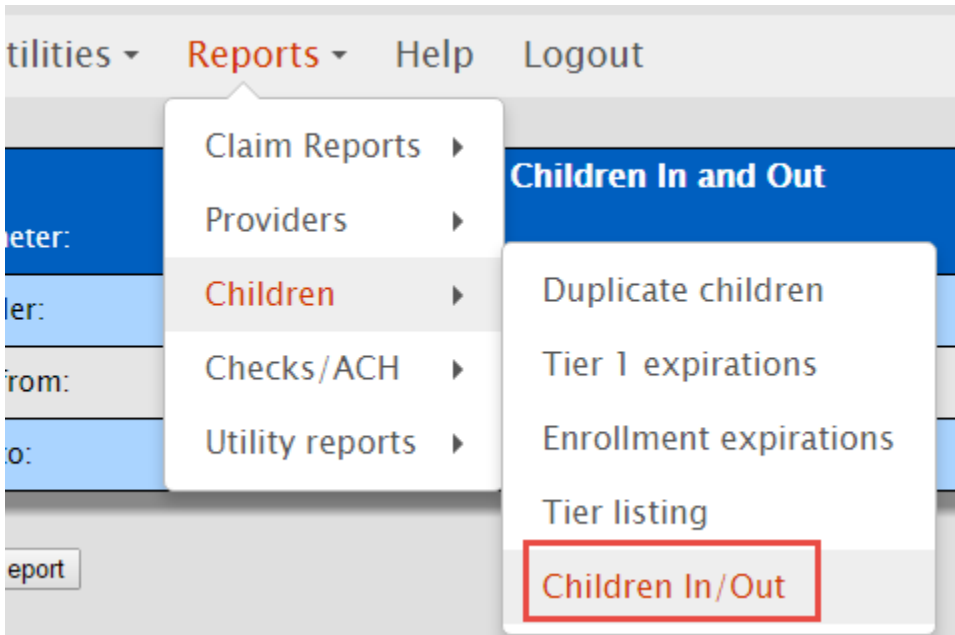 tilities Reports Help Logout
Claim Reports
Children In and Out
Providers
eter:
Children
Duplicate children
ler:
Tier 1 expirations
Checks/ACH
from:
Enrollment expirations
Utility reports
to:
Tier listing
eport
Children In/Out